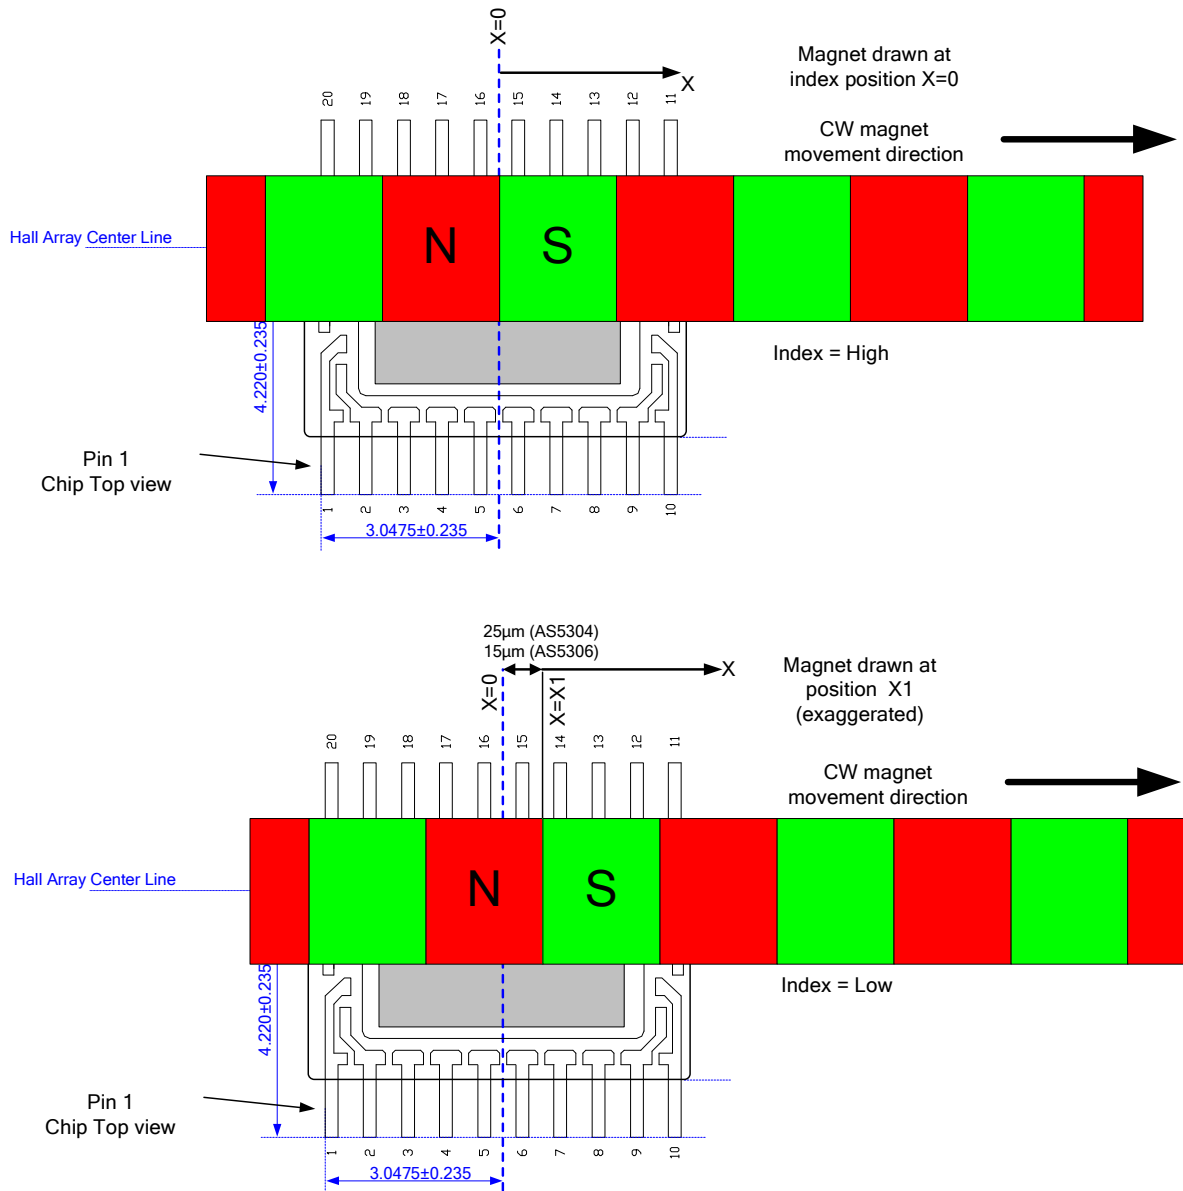 X=0
X
Magnet drawn at
index position X=0
20 19 18 17 16 15 14 13 12 11
CW magnet
movement direction
Hall Array Center Line
N S
4.220±0.235
Index = High
Pin 1
Chip Top view
1 2 3 4 5 6 7 8 9 10
3.0475±0.235
25µm (AS5304)
15µm (AS5306)
X=0
X=X1
X
Magnet drawn at
position X1
(exaggerated)
20 19 18 17 16 15 14 13 12 11
CW magnet
movement direction
Hall Array Center Line
N S
4.220±0.235
Index = Low
Pin 1
Chip Top view
1 2 3 4 5 6 7 8 9 10
3.0475±0.235